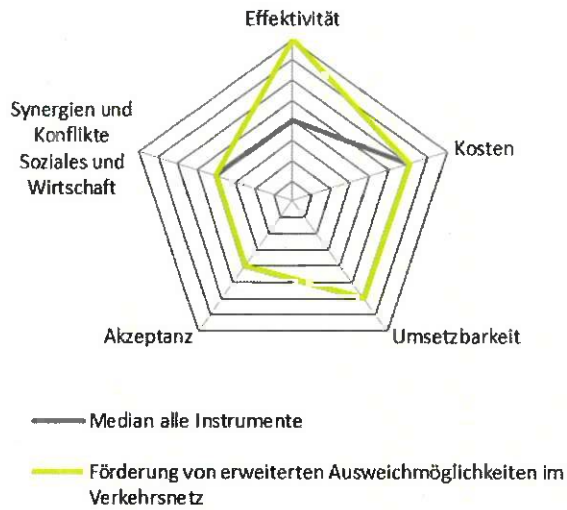 Effektivität
Synergien und
Konflikte
Soziales und
Wirtschaft
Kosten
Akzeptanz
Umsetzbarkeit
Median alle Instrumente
Förderung von erweiterten Ausweichmöglichkeiten im
Verkehrsnetz